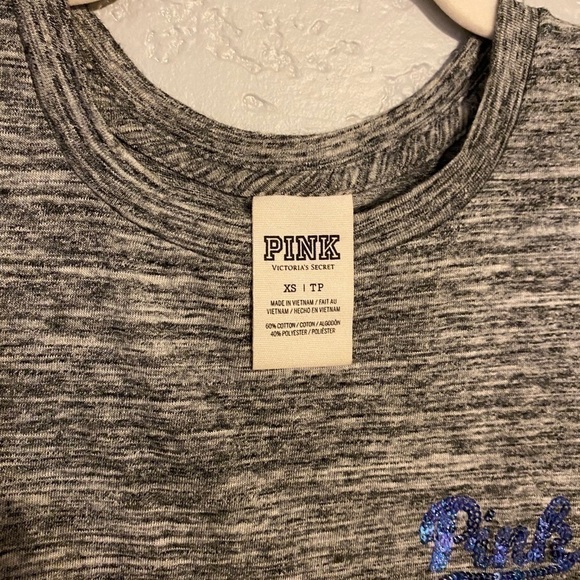 PINK
VICTORIA'S SECRET
XS | TP
MADE IN VIETNAM / FAIT AU
VIETNAM / HECHO EN VIETNAM
60% COTTON / COTON / ALGODÓN
40% POLYESTER / POLIÉSTER
Pink